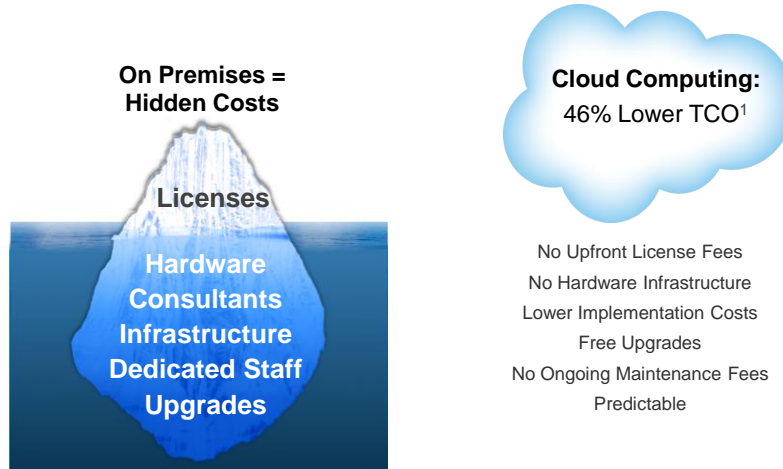 On Premises =
Hidden Costs
Licenses
Hardware
Consultants
Infrastructure
Dedicated Staff
Upgrades
Cloud Computing:
46% Lower TCO¹
No Upfront License Fees
No Hardware Infrastructure
Lower Implementation Costs
Free Upgrades
No Ongoing Maintenance Fees
Predictable